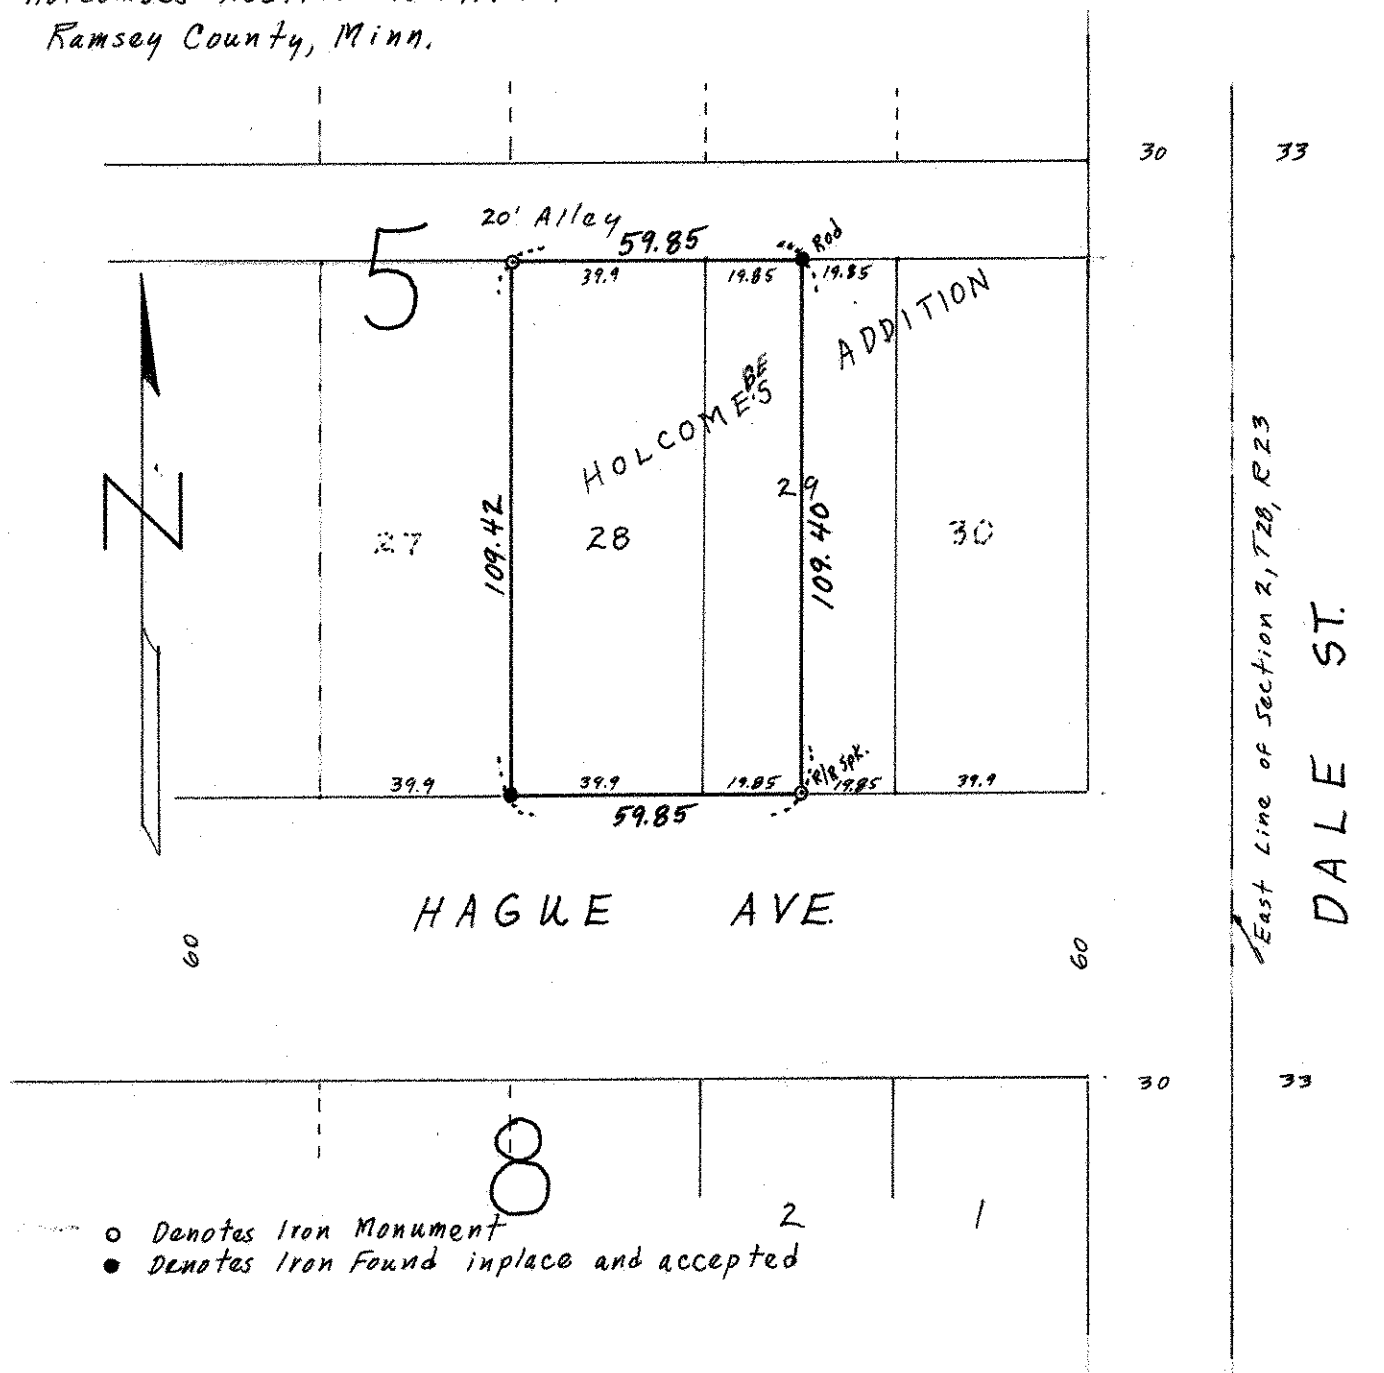 Ramsey County, Minn.
30 33
20' Alley
5
59.85
Rod
39.9 19.85 19.85
HOLCOMES ADDITION
BE
27 28 29 30
109.42
109.40
N
39.9 39.9 19.85 R/R Spk. 19.85 39.9
59.85
HAGUE AVE.
60 60
East Line of Section 2, T28, R23
DALE ST.
30 33
8
2 1
Denotes Iron Monument
Denotes Iron Found inplace and accepted